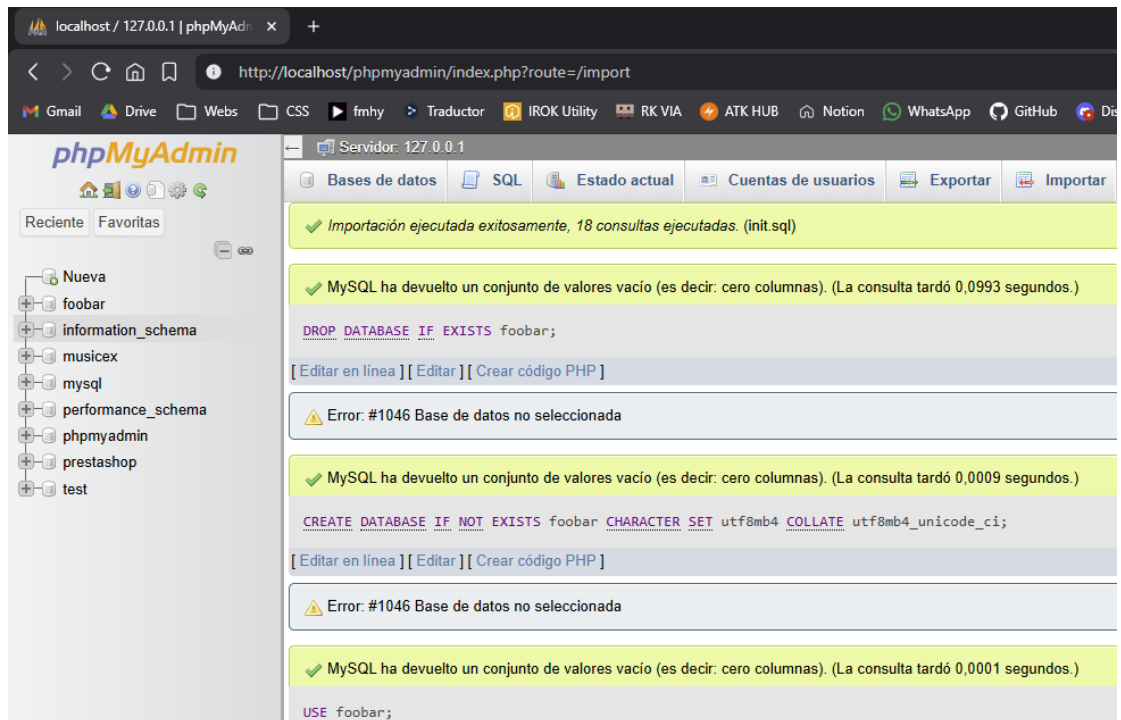 localhost / 127.0.0.1 | phpMyAdn
http://localhost/phpmyadmin/index.php?route=/import
Gmail Drive Webs CSS fmhy Traductor IROK Utility RK VIA ATK HUB Notion WhatsApp GitHub Dis
phpMyAdmin
Reciente Favoritas
Nueva
foobar
information_schema
musicex
mysql
performance_schema
phpmyadmin
prestashop
test
Servidor: 127.0.0.1
Bases de datos SQL Estado actual Cuentas de usuarios Exportar Importar
Importación ejecutada exitosamente, 18 consultas ejecutadas. (init.sql)
MySQL ha devuelto un conjunto de valores vacío (es decir: cero columnas). (La consulta tardó 0,0993 segundos.)
DROP DATABASE IF EXISTS foobar;
[ Editar en línea ] [ Editar ] [ Crear código PHP ]
Error: #1046 Base de datos no seleccionada
MySQL ha devuelto un conjunto de valores vacío (es decir: cero columnas). (La consulta tardó 0,0009 segundos.)
CREATE DATABASE IF NOT EXISTS foobar CHARACTER SET utf8mb4 COLLATE utf8mb4_unicode_ci;
[ Editar en línea ] [ Editar ] [ Crear código PHP ]
Error: #1046 Base de datos no seleccionada
MySQL ha devuelto un conjunto de valores vacío (es decir: cero columnas). (La consulta tardó 0,0001 segundos.)
USE foobar;